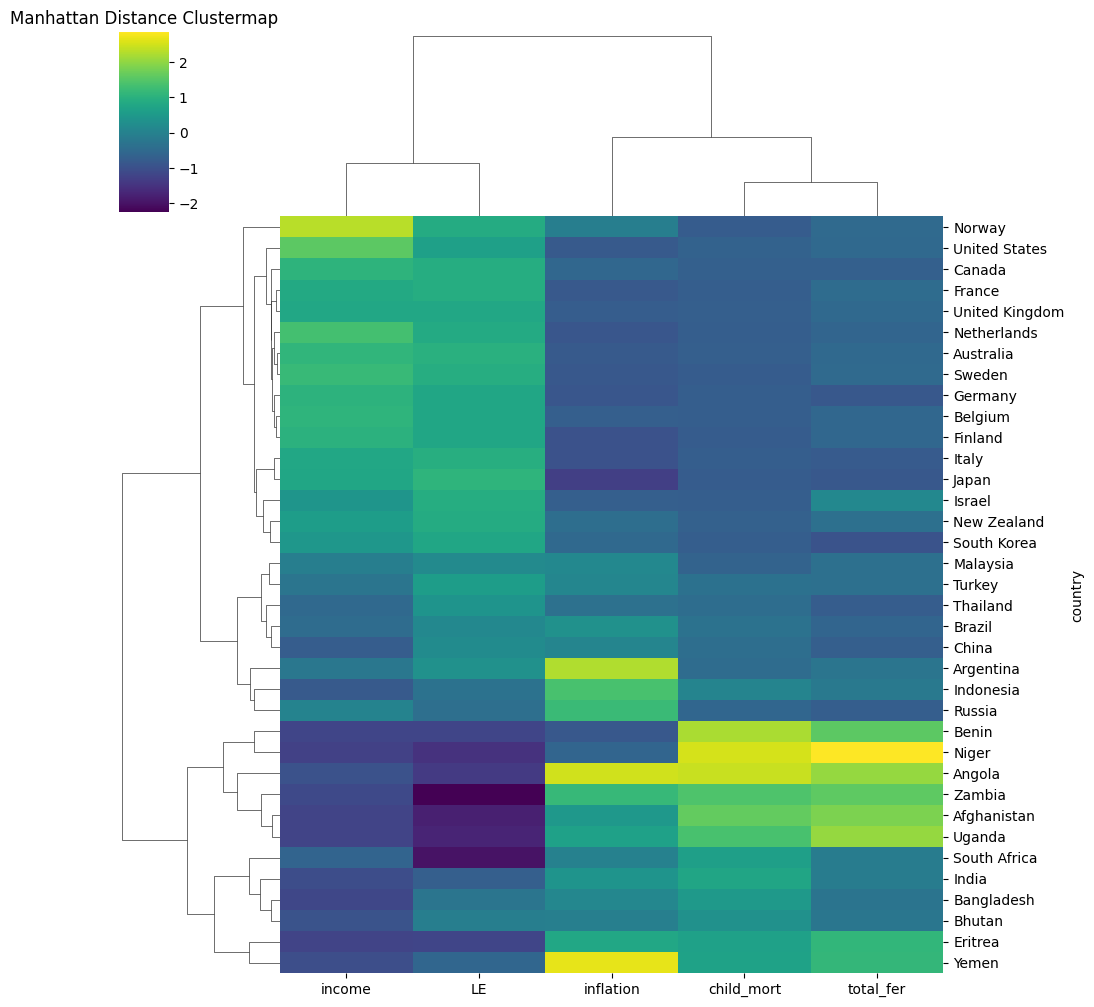 Manhattan Distance Clustermap
2
1
0
−1
−2
Norway
United States
Canada
France
United Kingdom
Netherlands
Australia
Sweden
Germany
Belgium
Finland
Italy
Japan
Israel
New Zealand
South Korea
Malaysia
Turkey
Thailand
Brazil
China
Argentina
Indonesia
Russia
Benin
Niger
Angola
Zambia
Afghanistan
Uganda
South Africa
India
Bangladesh
Bhutan
Eritrea
Yemen
country
income LE inflation child_mort total_fer